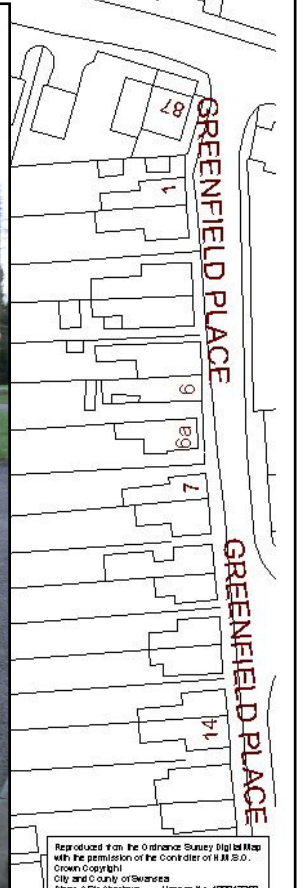 87
GREENFIELD PLACE
1
6
6a
7
GREENFIELD PLACE
14
Reproduced from the Ordnance Survey Digital Map
with the permission of the Controller of H.M.S.O.
Crown Copyright
City and County of Swansea